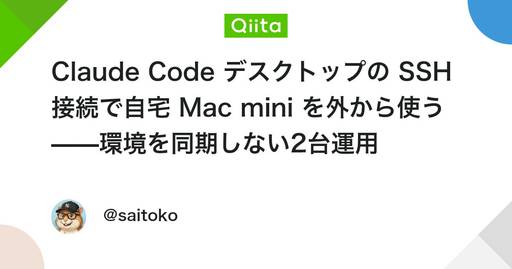 Qiita
Claude Code デスクトップの SSH
接続で自宅 Mac mini を外から使う
——環境を同期しない2台運用
@saitoko